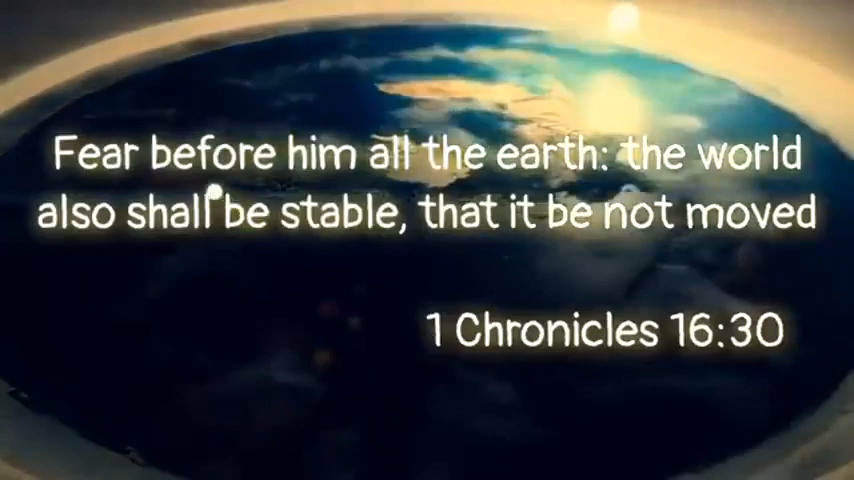 Fear before him all the earth: the world
also shall be stable, that it be not moved
1 Chronicles 16:30